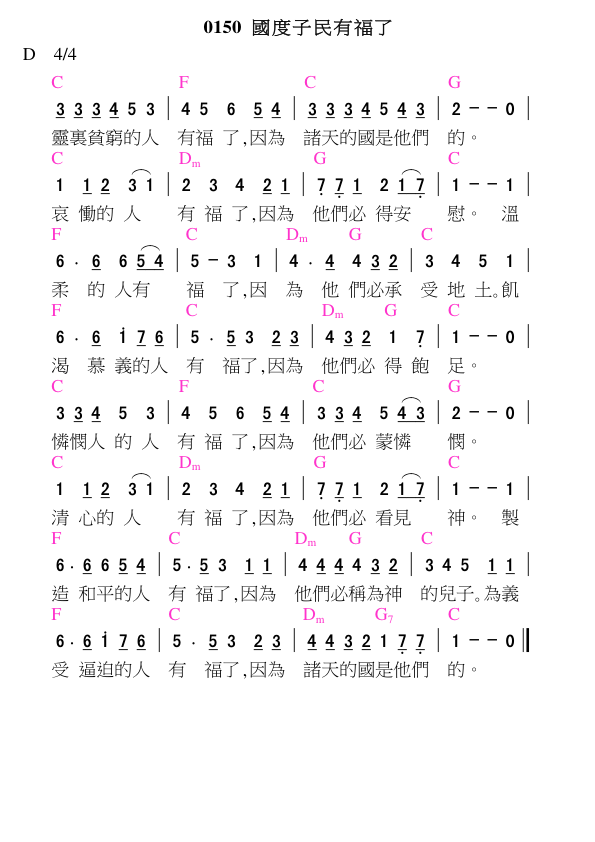 0150 國度子民有福了
D 4/4
C F C G
3 3 3 4 5 3 | 4 5 6 5 4 | 3 3 3 4 5 4 3 | 2 - - 0 |
靈裏貧窮的人 有福 了,因為 諸天的國是他們 的。
C Dm G C
1 1 2 3 1 | 2 3 4 2 1 | 7 7 1 2 1 7 | 1 - - 1 |
哀 慟的 人 有 福 了,因為 他們必 得安 慰。 溫
F C Dm G C
6 · 6 6 5 4 | 5 - 3 1 | 4 · 4 4 3 2 | 3 4 5 1 |
柔 的 人有 福 了,因 為 他 們必承 受 地 土。飢
F C Dm G C
6 · 6 1 7 6 | 5 · 5 3 2 3 | 4 3 2 1 7 | 1 - - 0 |
渴 慕 義的人 有 福了,因為 他們必 得 飽 足。
C F C G
3 3 4 5 3 | 4 5 6 5 4 | 3 3 4 5 4 3 | 2 - - 0 |
憐憫人 的 人 有 福 了,因為 他們必 蒙憐 憫。
C Dm G C
1 1 2 3 1 | 2 3 4 2 1 | 7 7 1 2 1 7 | 1 - - 1 |
清 心的 人 有 福 了,因為 他們必 看見 神。 製
F C Dm G C
6 · 6 6 5 4 | 5 · 5 3 1 1 | 4 4 4 4 3 2 | 3 4 5 1 1 |
造 和平的人 有 福了,因為 他們必稱為神 的兒子。為義
F C Dm G7 C
6 · 6 1 7 6 | 5 · 5 3 2 3 | 4 4 3 2 1 7 7 | 1 - - 0 ‖
受 逼迫的人 有 福了,因為 諸天的國是他們 的。